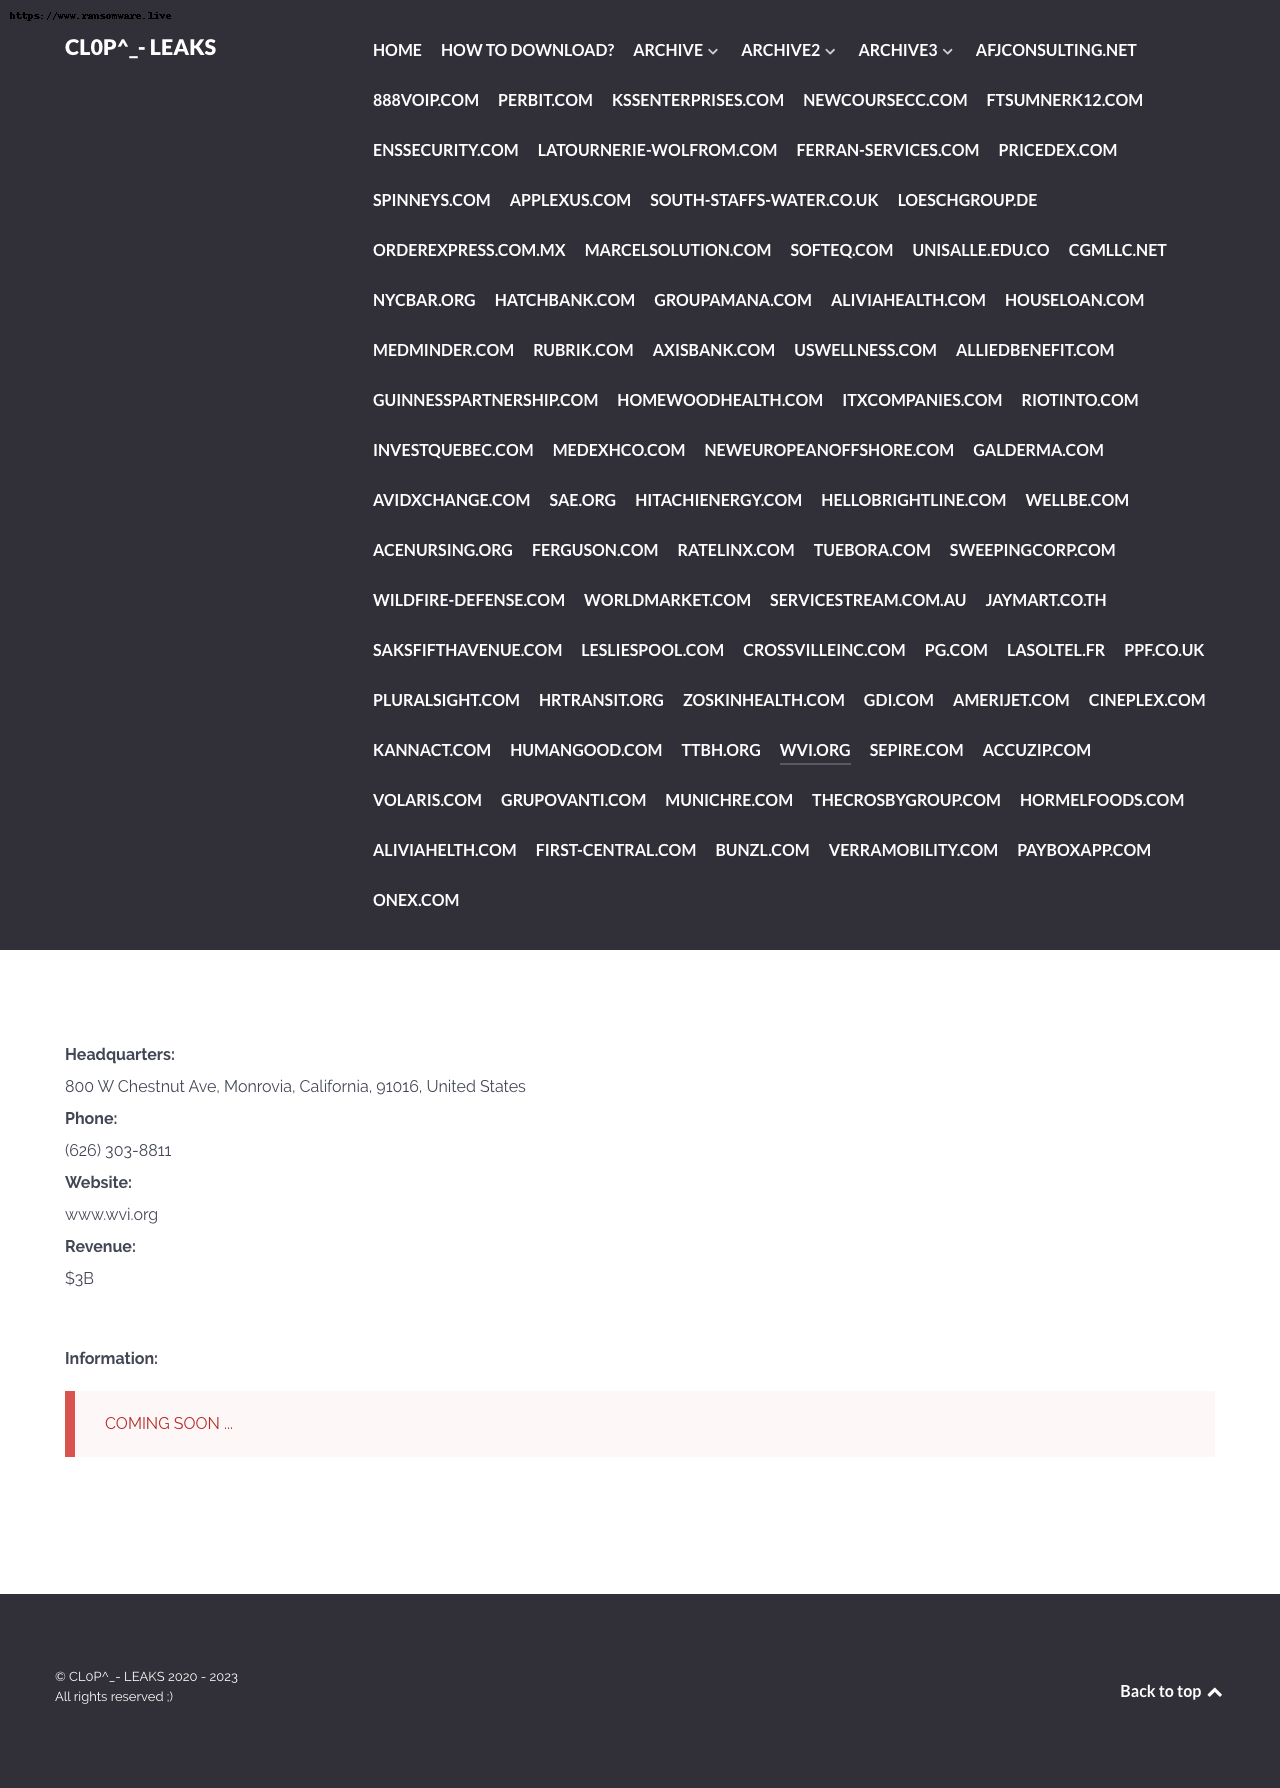 https://www.ransomware.live
CL0P^_- LEAKS
HOME HOW TO DOWNLOAD? ARCHIVE ARCHIVE2 ARCHIVE3 AFJCONSULTING.NET
888VOIP.COM PERBIT.COM KSSENTERPRISES.COM NEWCOURSECC.COM FTSUMNERK12.COM
ENSSECURITY.COM LATOURNERIE-WOLFROM.COM FERRAN-SERVICES.COM PRICEDEX.COM
SPINNEYS.COM APPLEXUS.COM SOUTH-STAFFS-WATER.CO.UK LOESCHGROUP.DE
ORDEREXPRESS.COM.MX MARCELSOLUTION.COM SOFTEQ.COM UNISALLE.EDU.CO CGMLLC.NET
NYCBAR.ORG HATCHBANK.COM GROUPAMANA.COM ALIVIAHEALTH.COM HOUSELOAN.COM
MEDMINDER.COM RUBRIK.COM AXISBANK.COM USWELLNESS.COM ALLIEDBENEFIT.COM
GUINNESSPARTNERSHIP.COM HOMEWOODHEALTH.COM ITXCOMPANIES.COM RIOTINTO.COM
INVESTQUEBEC.COM MEDEXHCO.COM NEWEUROPEANOFFSHORE.COM GALDERMA.COM
AVIDXCHANGE.COM SAE.ORG HITACHIENERGY.COM HELLOBRIGHTLINE.COM WELLBE.COM
ACENURSING.ORG FERGUSON.COM RATELINX.COM TUEBORA.COM SWEEPINGCORP.COM
WILDFIRE-DEFENSE.COM WORLDMARKET.COM SERVICESTREAM.COM.AU JAYMART.CO.TH
SAKSFIFTHAVENUE.COM LESLIESPOOL.COM CROSSVILLEINC.COM PG.COM LASOLTEL.FR PPF.CO.UK
PLURALSIGHT.COM HRTRANSIT.ORG ZOSKINHEALTH.COM GDI.COM AMERIJET.COM CINEPLEX.COM
KANNACT.COM HUMANGOOD.COM TTBH.ORG WVI.ORG SEPIRE.COM ACCUZIP.COM
VOLARIS.COM GRUPOVANTI.COM MUNICHRE.COM THECROSBYGROUP.COM HORMELFOODS.COM
ALIVIAHELTH.COM FIRST-CENTRAL.COM BUNZL.COM VERRAMOBILITY.COM PAYBOXAPP.COM
ONEX.COM
Headquarters:
800 W Chestnut Ave, Monrovia, California, 91016, United States
Phone:
(626) 303-8811
Website:
www.wvi.org
Revenue:
$3B
Information:
COMING SOON ...
© CL0P^_- LEAKS 2020 - 2023
All rights reserved ;)
Back to top